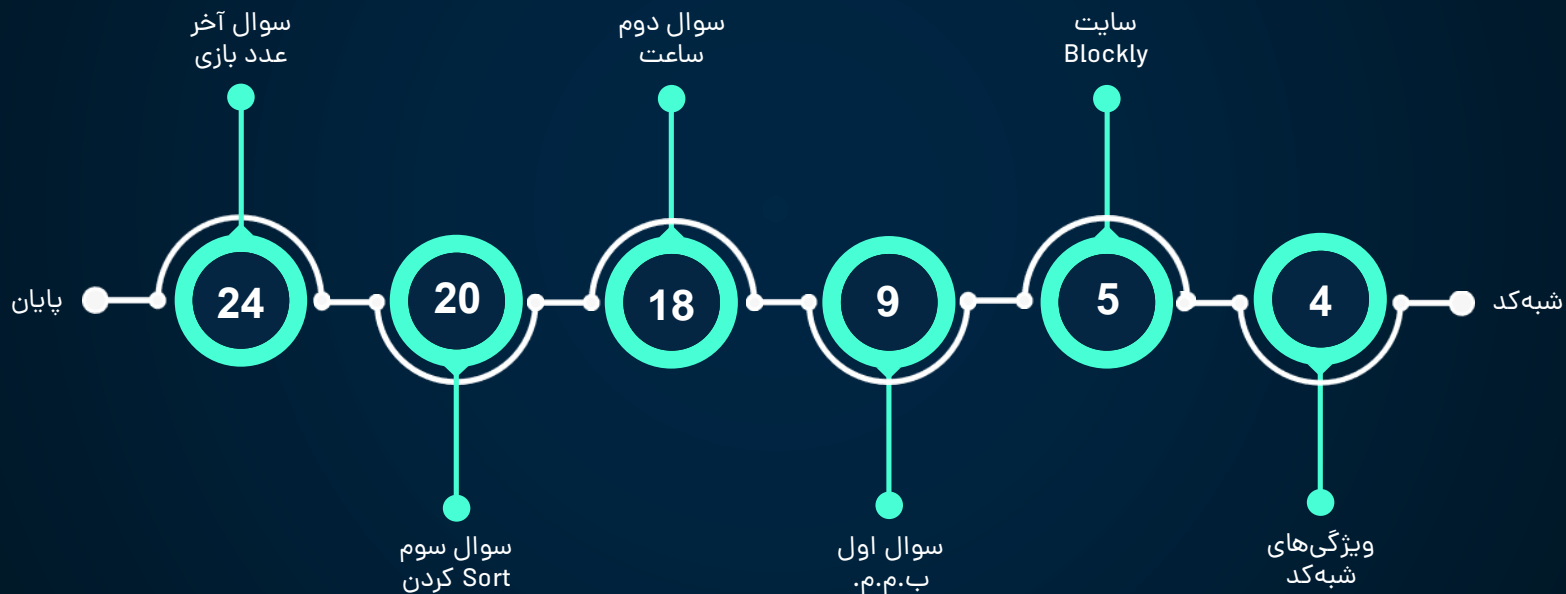 شبه‌کد
4
ویژگی‌های
شبه‌کد
سایت
Blockly
5
9
سوال اول
ب.م.م.
سوال دوم
ساعت
18
20
سوال سوم
Sort کردن
سوال آخر
عدد بازی
24
پایان